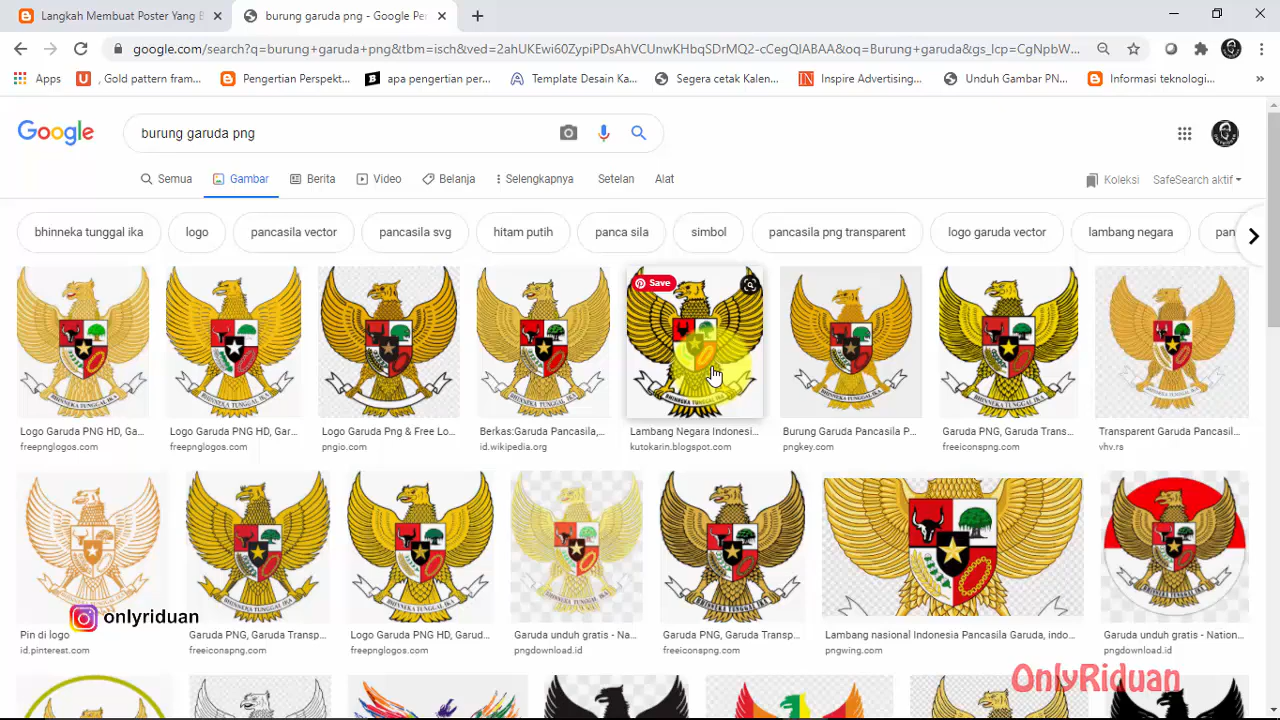 Langkah Membuat Poster Yang B
burung garuda png - Google Pe
google.com/search?q=burung+garuda+png&tbm=isch&ved=2ahUKEwi60ZypiPDsAhVCUnwKHbqSDrMQ2-cCegQIABAA&oq=Burung+garuda&gs_lcp=CgNpbW...
Apps
, Gold pattern fram...
Pengertian Perspekt...
apa pengertian per...
Template Desain Ka...
Segera Cetak Kalen...
Inspire Advertsing...
Unduh Gambar PN...
Informasi teknologi...
Google
burung garuda png
Semua
Gambar
Berita
Video
Belanja
Selengkapnya
Setelan
Alat
Koleksi
SafeSearch aktif
bhinneka tunggal ika
logo
pancasila vector
pancasila svg
hitam putih
panca sila
simbol
pancasila png transparent
logo garuda vector
lambang negara
pan
Save
Logo Garuda PNG HD, Ga...
Logo Garuda PNG HD, Gar...
Logo Garuda Png & Free Lo...
Berkas:Garuda Pancasila,...
Lambang Negara Indonesi...
Burung Garuda Pancasila P...
Garuda PNG, Garuda Trans...
Transparent Garuda Pancasil...
freepnglogos.com
freepnglogos.com
pngio.com
id.wikipedia.org
kutokarin.blogspot.com
pngkey.com
freeiconspng.com
vhv.rs
BHINNEKA TUNGGAL IKA
onlyriduan
Pin di logo
Garuda PNG, Garuda Transp...
Logo Garuda PNG HD, Garud...
Garuda unduh gratis - Na...
Garuda PNG, Garuda Transp...
Lambang nasional Indonesia Pancasila Garuda, indo...
Garuda unduh gratis - Nation...
id.pinterest.com
freeiconspng.com
freepnglogos.com
pngdownload.id
freeiconspng.com
pngwing.com
pngdownload.id
OnlyRiduan